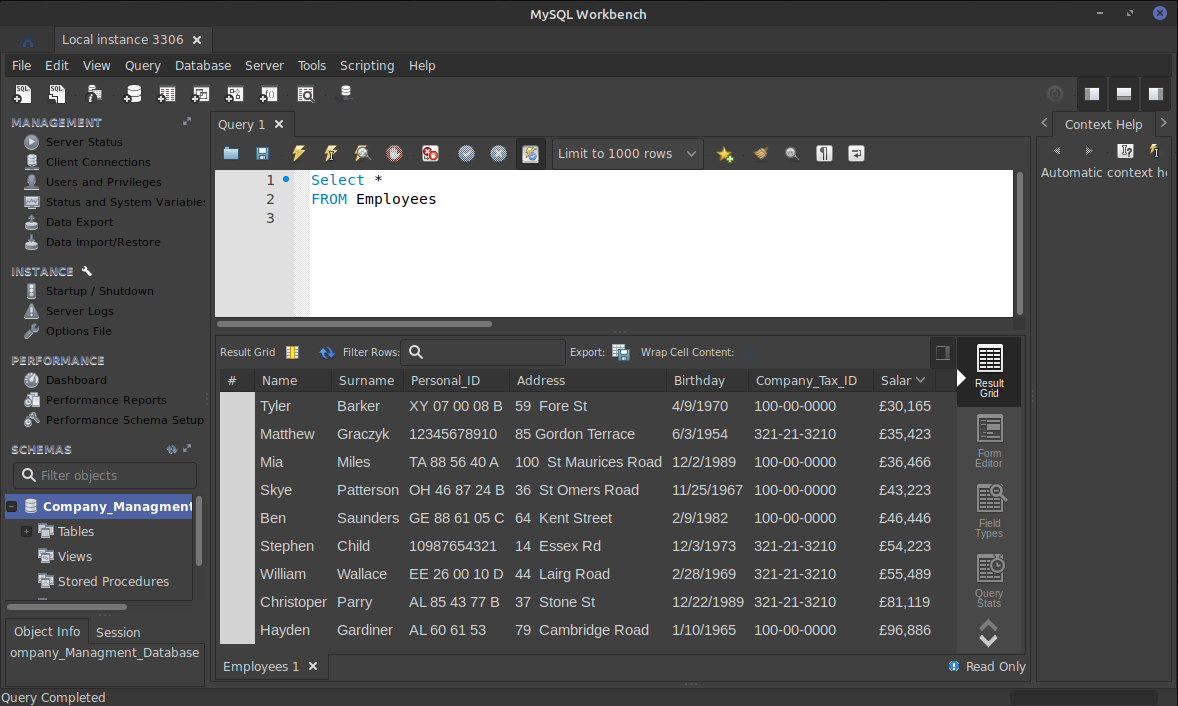 MySQL Workbench
Local instance 3306
File Edit View Query Database Server Tools Scripting Help
MANAGEMENT
Server Status
Client Connections
Users and Privileges
Status and System Variables
Data Export
Data Import/Restore
INSTANCE
Startup / Shutdown
Server Logs
Options File
PERFORMANCE
Dashboard
Performance Reports
Performance Schema Setup
SCHEMAS
Filter objects
Company_Managment
Tables
Views
Stored Procedures
Object Info Session
ompany_Managment_Database
Query 1
Limit to 1000 rows
1 Select *
2 FROM Employees
3
Result Grid Filter Rows: Export: Wrap Cell Content:
# Name Surname Personal_ID Address Birthday Company_Tax_ID Salar
Tyler Barker XY 07 00 08 B 59 Fore St 4/9/1970 100-00-0000 £30,165
Matthew Graczyk 12345678910 85 Gordon Terrace 6/3/1954 321-21-3210 £35,423
Mia Miles TA 88 56 40 A 100 St Maurices Road 12/2/1989 100-00-0000 £36,466
Skye Patterson OH 46 87 24 B 36 St Omers Road 11/25/1967 100-00-0000 £43,223
Ben Saunders GE 88 61 05 C 64 Kent Street 2/9/1982 100-00-0000 £46,446
Stephen Child 10987654321 14 Essex Rd 12/3/1973 321-21-3210 £54,223
William Wallace EE 26 00 10 D 44 Lairg Road 2/28/1969 321-21-3210 £55,489
Christoper Parry AL 85 43 77 B 37 Stone St 12/22/1989 321-21-3210 £81,119
Hayden Gardiner AL 60 61 53 79 Cambridge Road 1/10/1965 100-00-0000 £96,886
Employees 1
Read Only
Result
Grid
Form
Editor
Field
Types
Query
Stats
Context Help
Automatic context he
Query Completed